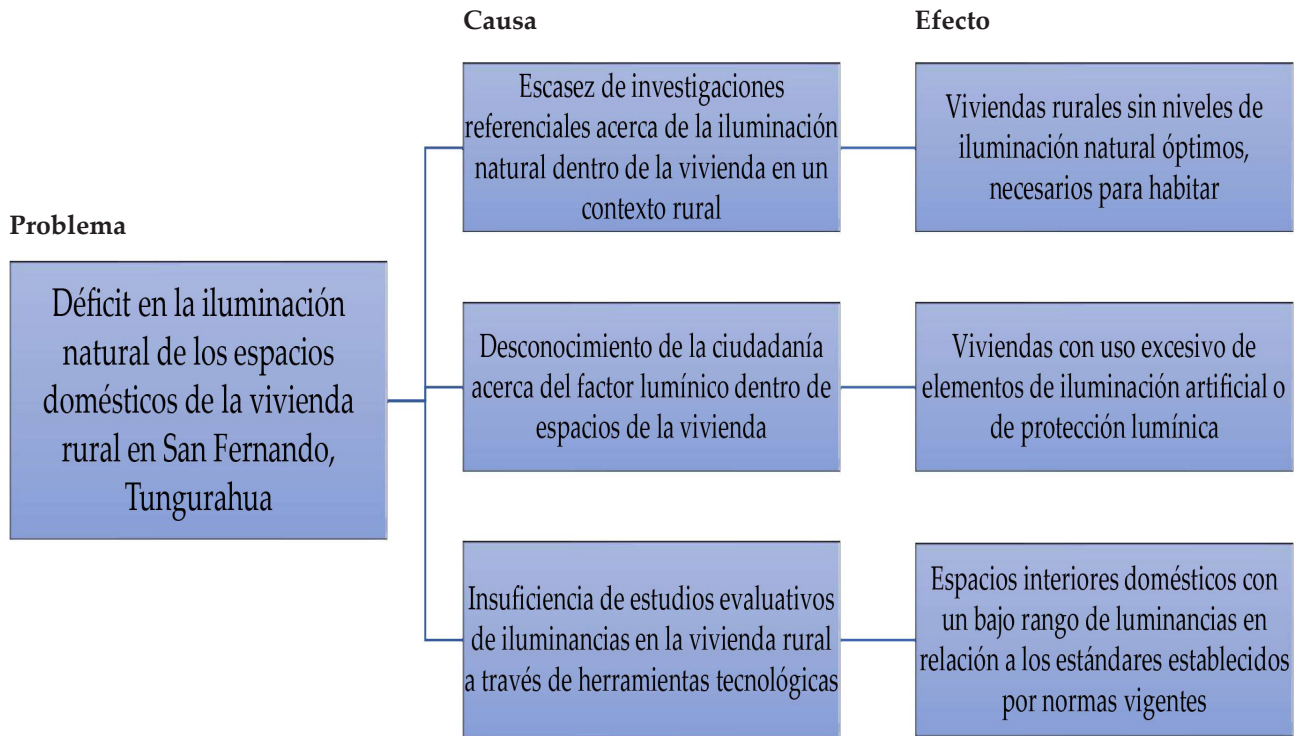 Problema
Déficit en la iluminación
natural de los espacios
domésticos de la vivienda
rural en San Fernando,
Tungurahua
Causa
Escasez de investigaciones
referenciales acerca de la iluminación
natural dentro de la vivienda en un
contexto rural
Desconocimiento de la ciudadanía
acerca del factor lumínico dentro de
espacios de la vivienda
Insuficiencia de estudios evaluativos
de iluminancias en la vivienda rural
a través de herramientas tecnológicas
Efecto
Viviendas rurales sin niveles de
iluminación natural óptimos,
necesarios para habitar
Viviendas con uso excesivo de
elementos de iluminación artificial o
de protección lumínica
Espacios interiores domésticos con
un bajo rango de luminancias en
relación a los estándares establecidos
por normas vigentes